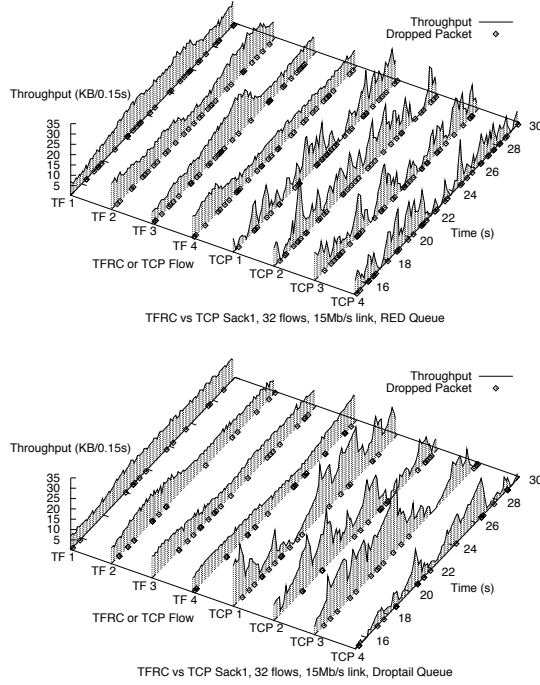 Throughput
Dropped Packet
Throughput (KB/0.15s)
35
30
25
20
15
10
5
TF 1
TF 2
TF 3
TF 4
TCP 1
TCP 2
TCP 3
TCP 4
TFRC or TCP Flow
16
18
20
22
24
26
28
30
Time (s)
TFRC vs TCP Sack1, 32 flows, 15Mb/s link, RED Queue
Throughput
Dropped Packet
Throughput (KB/0.15s)
35
30
25
20
15
10
5
TF 1
TF 2
TF 3
TF 4
TCP 1
TCP 2
TCP 3
TCP 4
TFRC or TCP Flow
16
18
20
22
24
26
28
30
Time (s)
TFRC vs TCP Sack1, 32 flows, 15Mb/s link, Droptail Queue